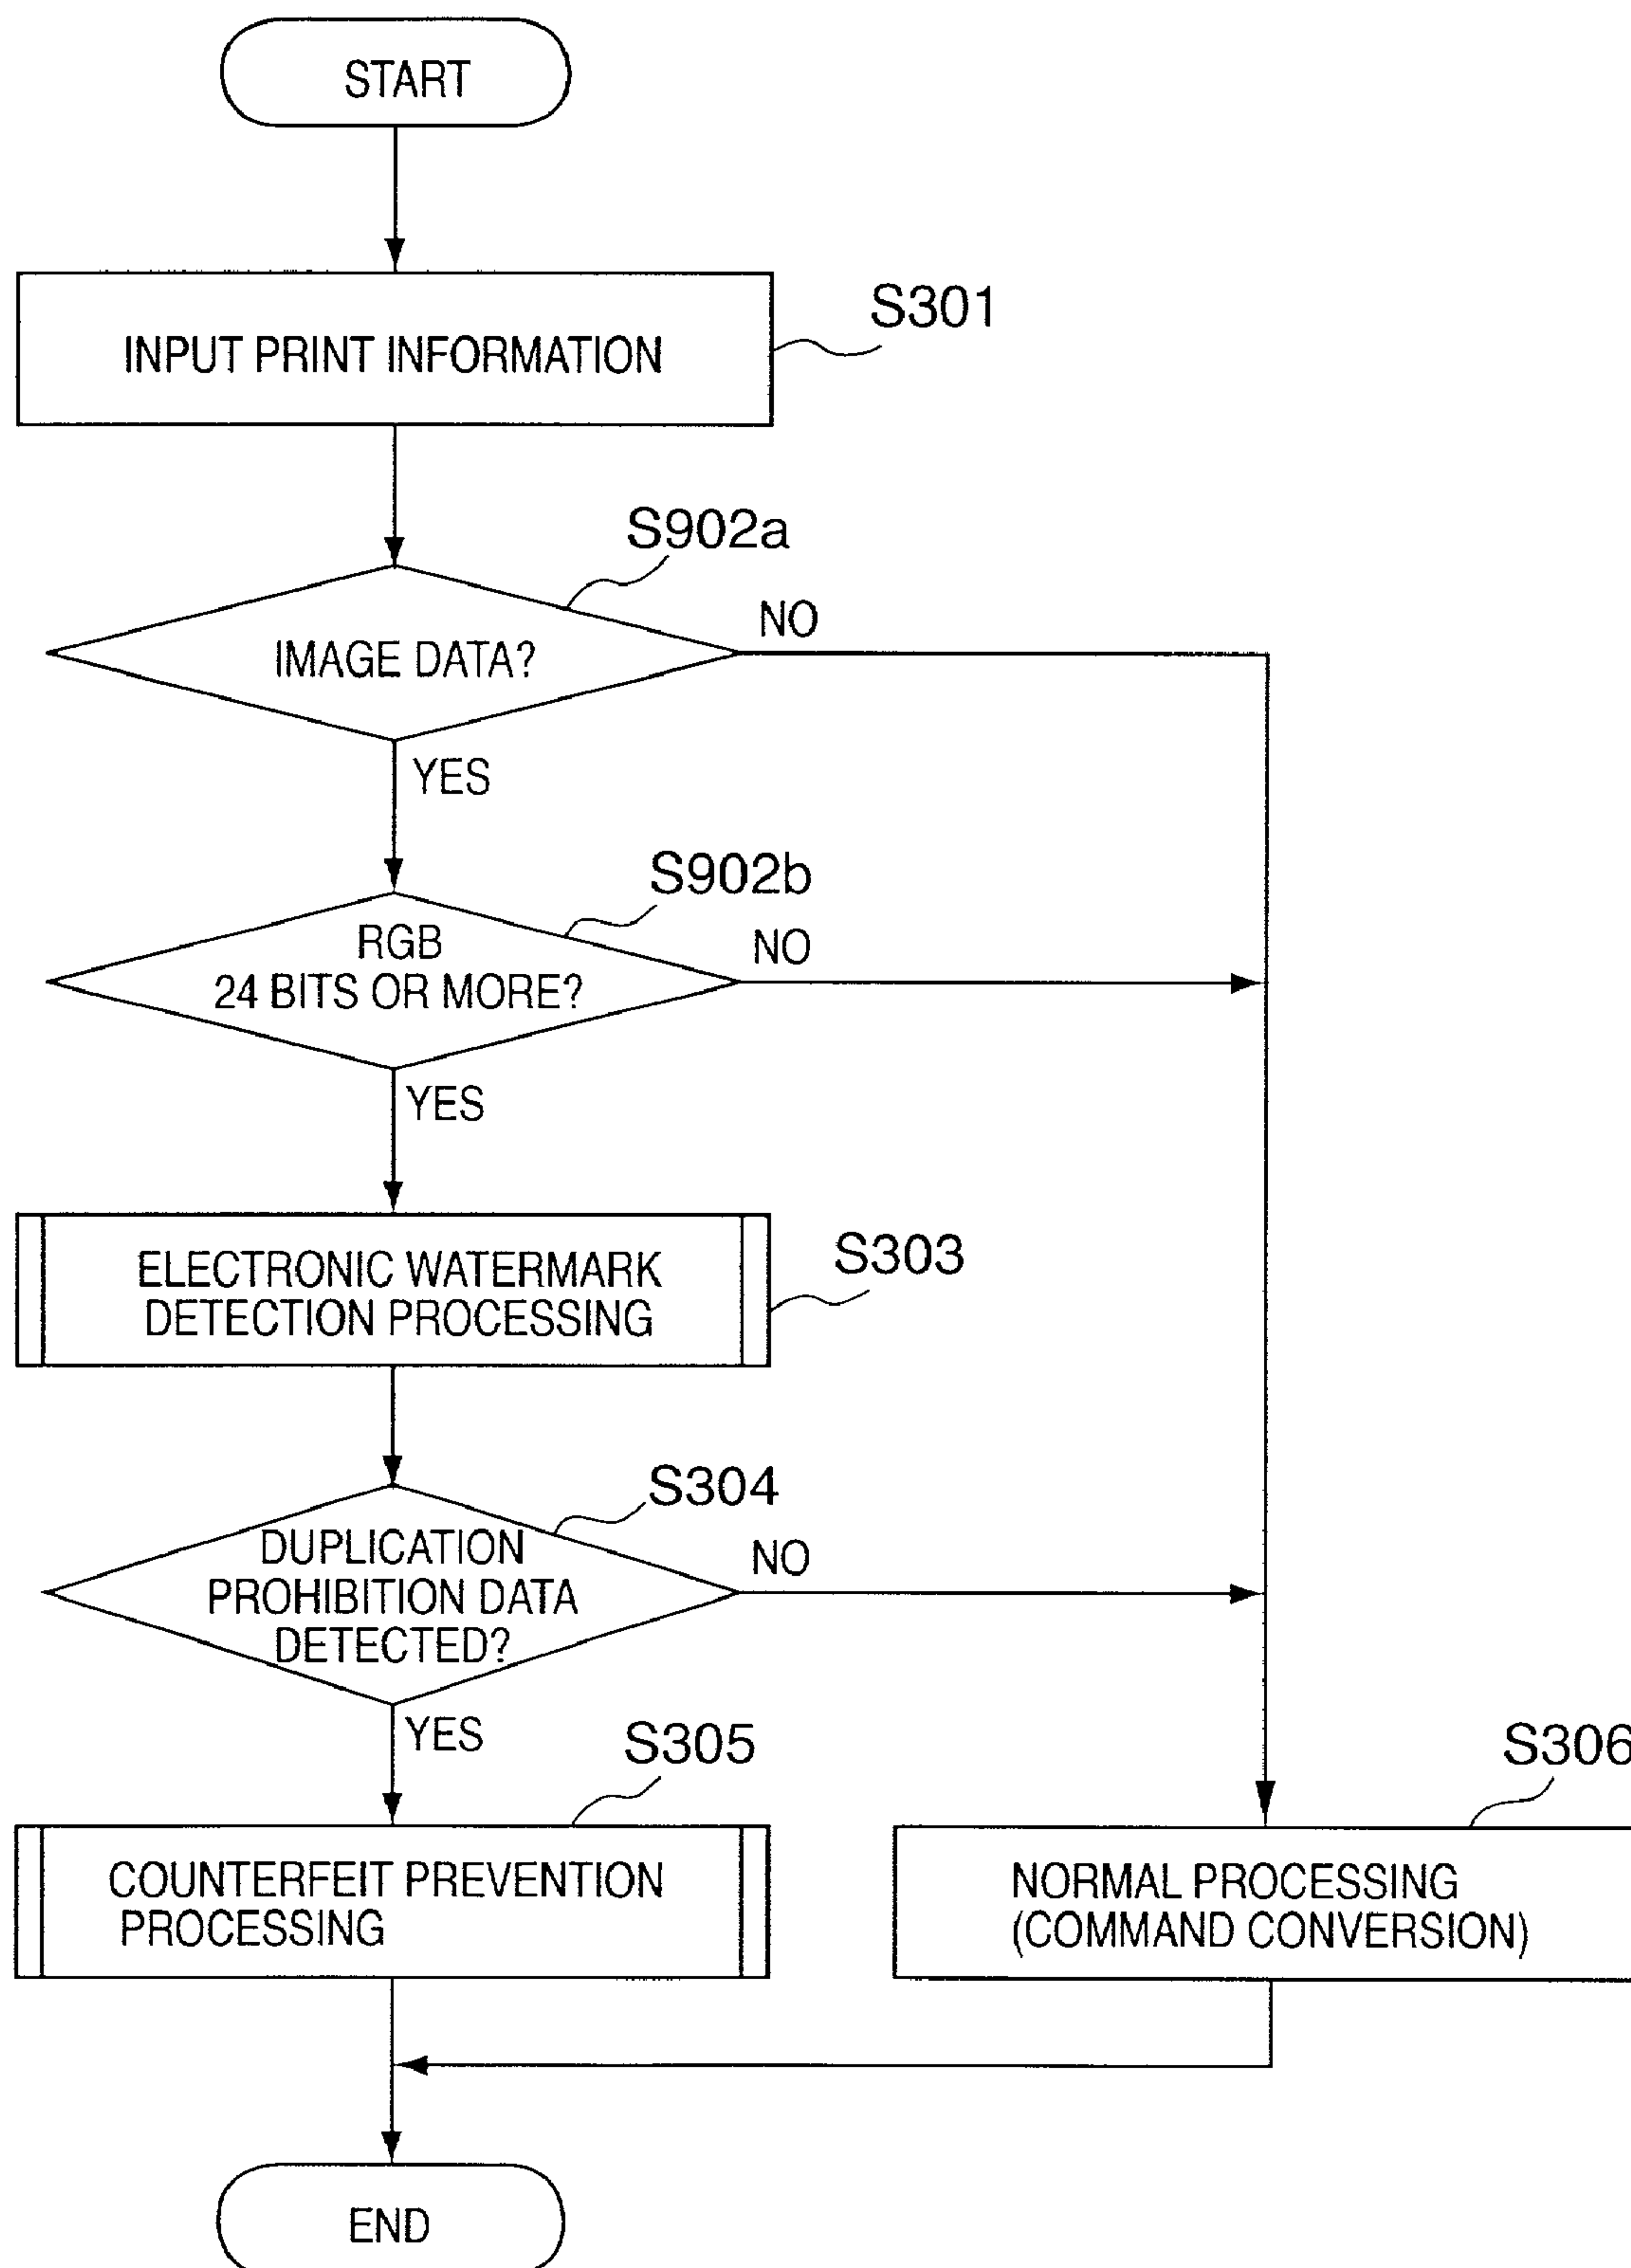 START
INPUT PRINT INFORMATION
S301
S902a
IMAGE DATA?
NO
YES
S902b
RGB
24 BITS OR MORE?
NO
YES
ELECTRONIC WATERMARK
DETECTION PROCESSING
S303
S304
DUPLICATION
PROHIBITION DATA
DETECTED?
NO
YES
S305
COUNTERFEIT PREVENTION
PROCESSING
S306
NORMAL PROCESSING
(COMMAND CONVERSION)
END